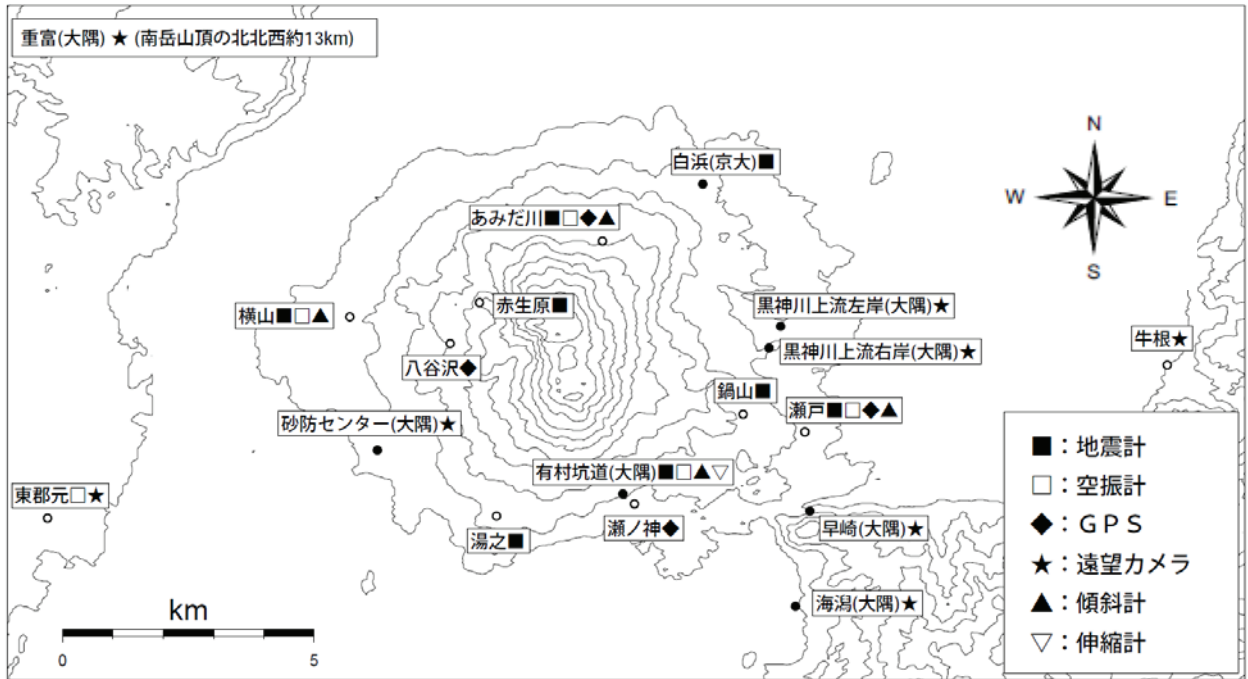 重富(大隅) ★ (南岳山頂の北北西約13km)
N
W
E
S
白浜(京大)■
あみだ川■□◆▲
赤生原■
横山■□▲
黒神川上流左岸(大隅)★
黒神川上流右岸(大隅)★
牛根★
八谷沢◆
鍋山■
瀬戸■□◆▲
砂防センター(大隅)★
有村坑道(大隅)■□▲▽
東郡元□★
瀬ノ神◆
早崎(大隅)★
湯之■
海潟(大隅)★
km
0 5
■：地震計
□：空振計
◆：ＧＰＳ
★：遠望カメラ
▲：傾斜計
▽：伸縮計